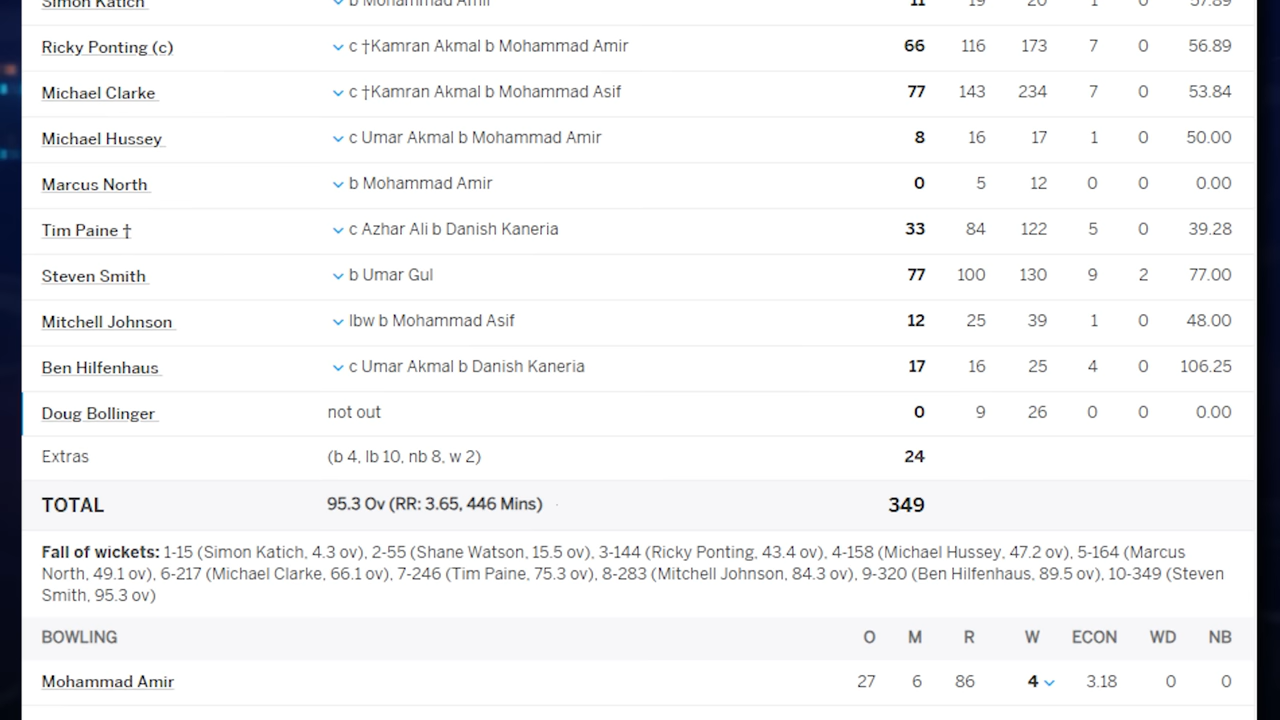 Simon Katich b Mohammad Amir 11 19 20 1 0 57.89
Ricky Ponting (c) c †Kamran Akmal b Mohammad Amir 66 116 173 7 0 56.89
Michael Clarke c †Kamran Akmal b Mohammad Asif 77 143 234 7 0 53.84
Michael Hussey c Umar Akmal b Mohammad Amir 8 16 17 1 0 50.00
Marcus North b Mohammad Amir 0 5 12 0 0 0.00
Tim Paine † c Azhar Ali b Danish Kaneria 33 84 122 5 0 39.28
Steven Smith b Umar Gul 77 100 130 9 2 77.00
Mitchell Johnson lbw b Mohammad Asif 12 25 39 1 0 48.00
Ben Hilfenhaus c Umar Akmal b Danish Kaneria 17 16 25 4 0 106.25
Doug Bollinger not out 0 9 26 0 0 0.00
Extras (b 4, lb 10, nb 8, w 2) 24
TOTAL 95.3 Ov (RR: 3.65, 446 Mins) 349
Fall of wickets: 1-15 (Simon Katich, 4.3 ov), 2-55 (Shane Watson, 15.5 ov), 3-144 (Ricky Ponting, 43.4 ov), 4-158 (Michael Hussey, 47.2 ov), 5-164 (Marcus
North, 49.1 ov), 6-217 (Michael Clarke, 66.1 ov), 7-246 (Tim Paine, 75.3 ov), 8-283 (Mitchell Johnson, 84.3 ov), 9-320 (Ben Hilfenhaus, 89.5 ov), 10-349 (Steven
Smith, 95.3 ov)
BOWLING O M R W ECON WD NB
Mohammad Amir 27 6 86 4 3.18 0 0